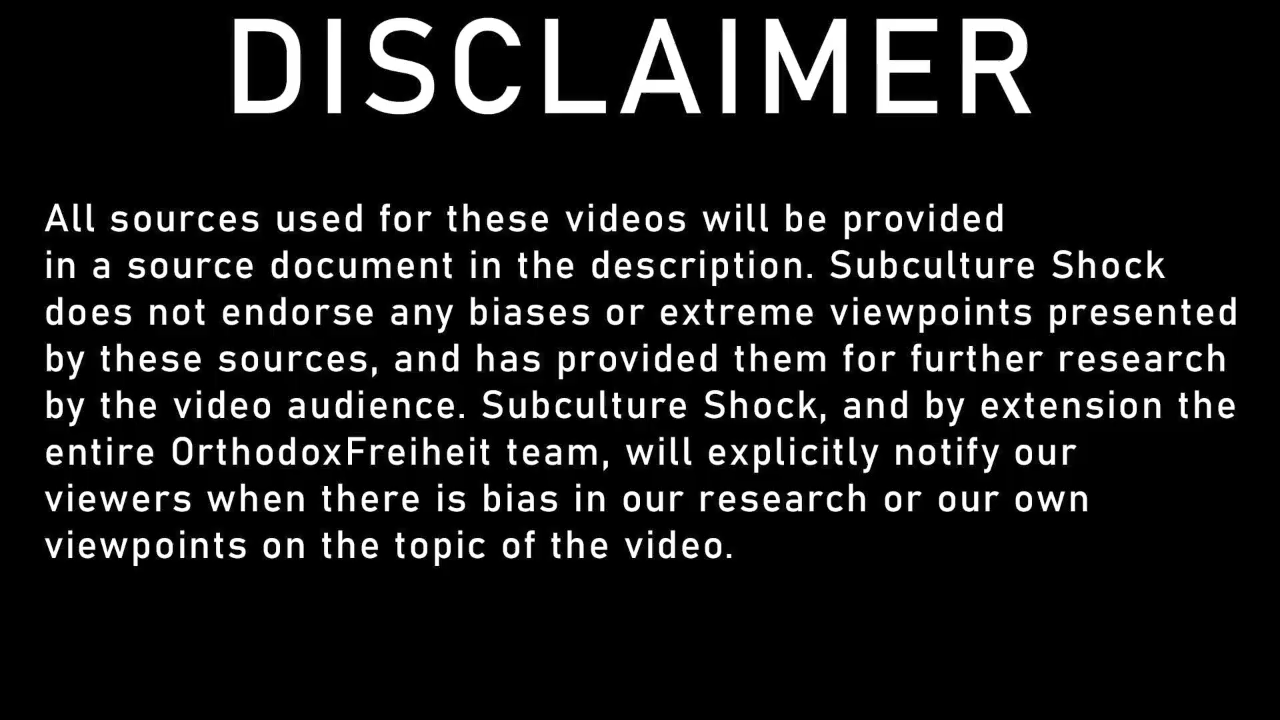 DISCLAIMER
All sources used for these videos will be provided
in a source document in the description. Subculture Shock
does not endorse any biases or extreme viewpoints presented
by these sources, and has provided them for further research
by the video audience. Subculture Shock, and by extension the
entire OrthodoxFreiheit team, will explicitly notify our
viewers when there is bias in our research or our own
viewpoints on the topic of the video.